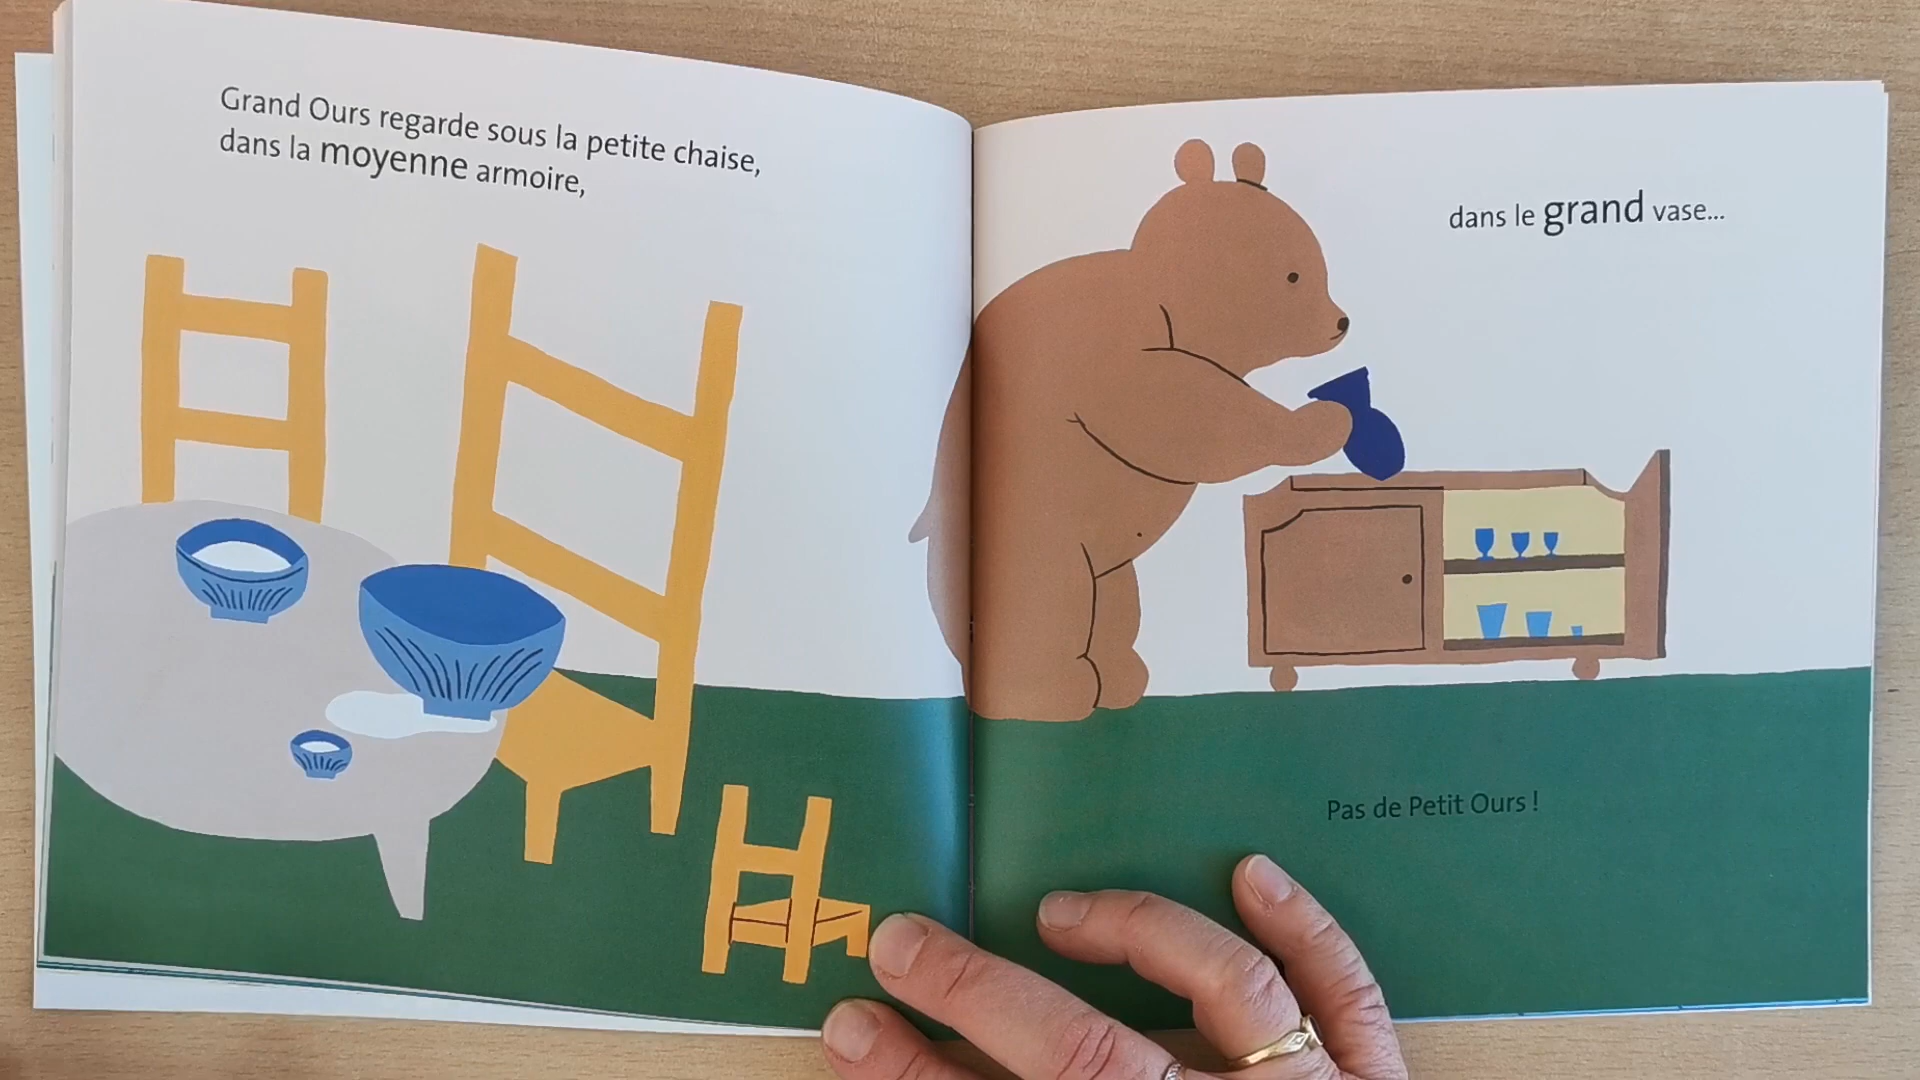 Grand Ours regarde sous la petite chaise,
dans la moyenne armoire,
dans le grand vase...
Pas de Petit Ours !